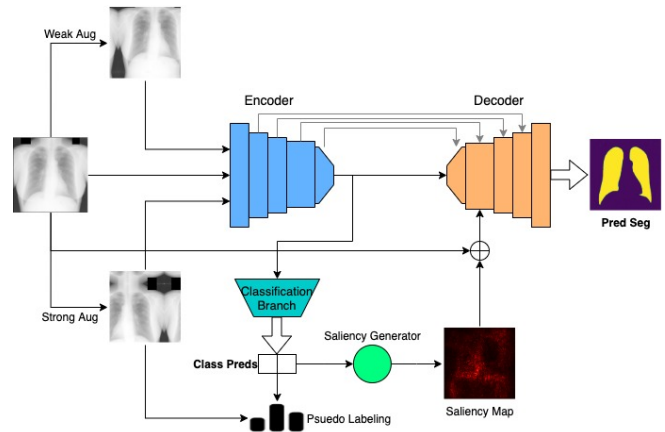 Weak Aug
Encoder
Decoder
Pred Seg
Strong Aug
Classification
Branch
Saliency Generator
Class Preds
Saliency Map
Psuedo Labeling